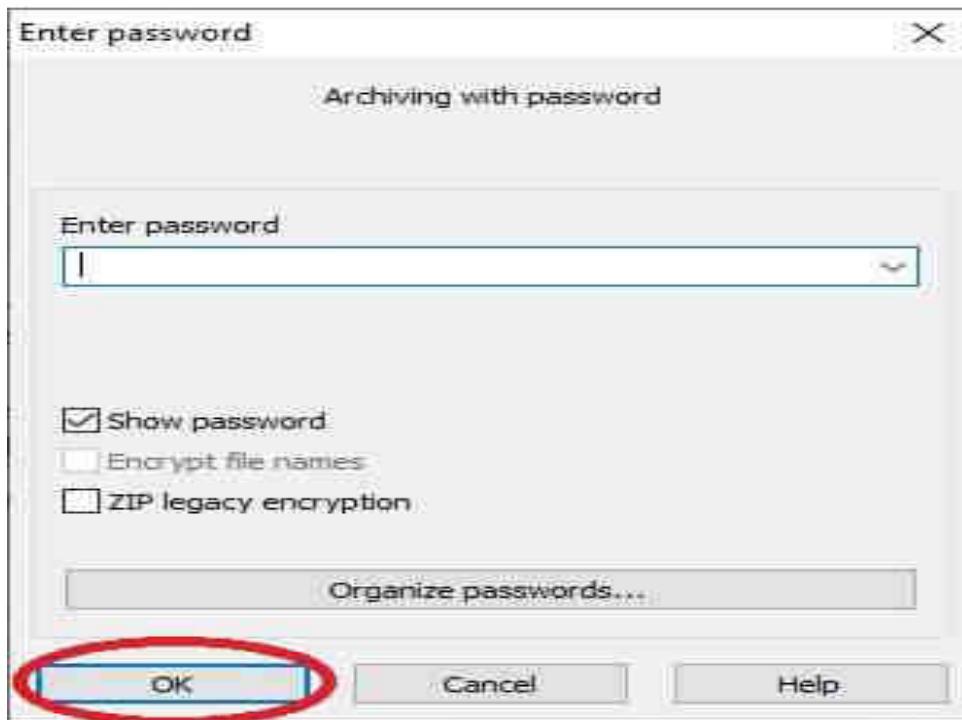 Enter password
Archiving with password
Enter password
Show password
Encrypt file names
ZIP legacy encryption
Organize passwords...
OK Cancel Help